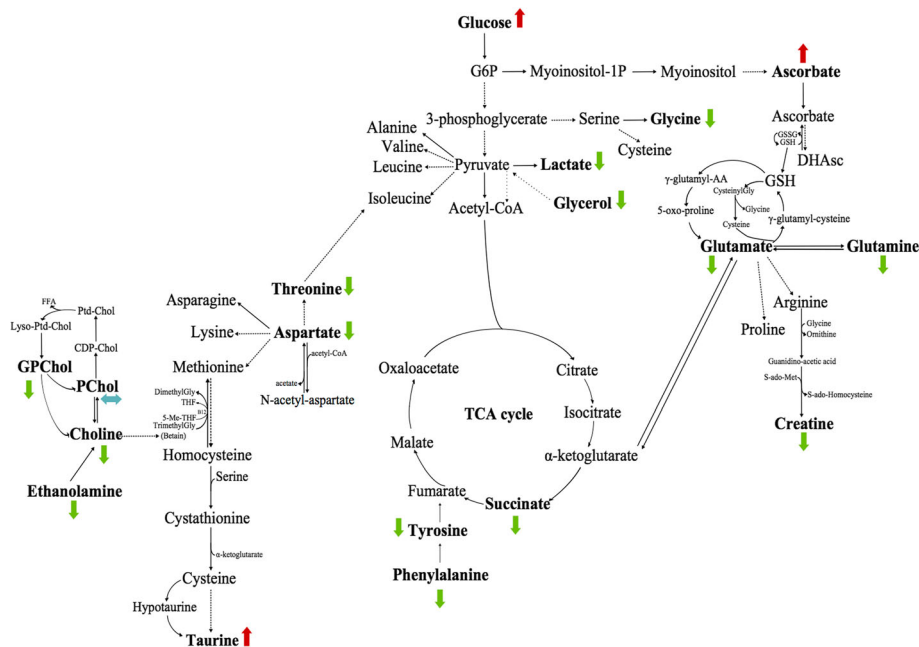 Glucose
G6P
Myoinositol-1P
Myoinositol
Ascorbate
3-phosphoglycerate
Serine
Glycine
Cysteine
Ascorbate
GSSG
GSH
DHAsc
Alanine
Valine
Leucine
Isoleucine
Pyruvate
Lactate
Acetyl-CoA
Glycerol
γ-glutamyl-AA
GSH
CysteinylGly
Glycine
Cysteine
5-oxo-proline
γ-glutamyl-cysteine
Glutamate
Glutamine
Threonine
Asparagine
Aspartate
Lysine
Methionine
acetyl-CoA
acetate
N-acetyl-aspartate
FFA
Ptd-Chol
Lyso-Ptd-Chol
CDP-Chol
GPChol
PChol
Choline
(Betain)
Ethanolamine
DimethylGly
THF
B12
5-Me-THF
TrimethylGly
Homocysteine
Serine
Cystathionine
α-ketoglutarate
Cysteine
Hypotaurine
Taurine
Oxaloacetate
Citrate
TCA cycle
Isocitrate
Malate
α-ketoglutarate
Fumarate
Succinate
Tyrosine
Phenylalanine
Proline
Arginine
Glycine
Ornithine
Guanidino-acetic acid
S-ado-Met
S-ado-Homocysteine
Creatine